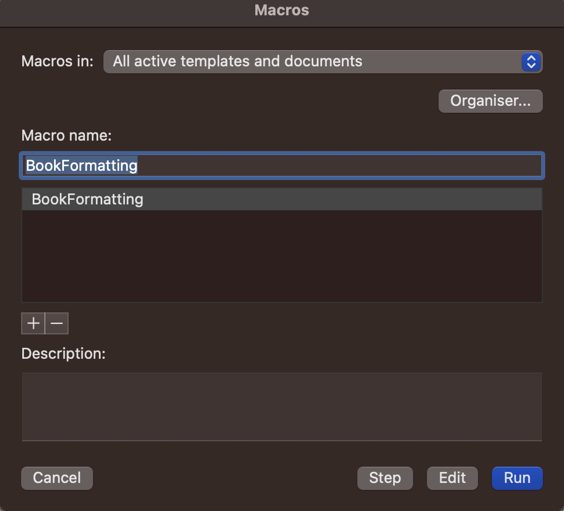 Macros
Macros in: All active templates and documents
Organiser...
Macro name:
BookFormatting
BookFormatting
+ −
Description:
Cancel Step Edit Run